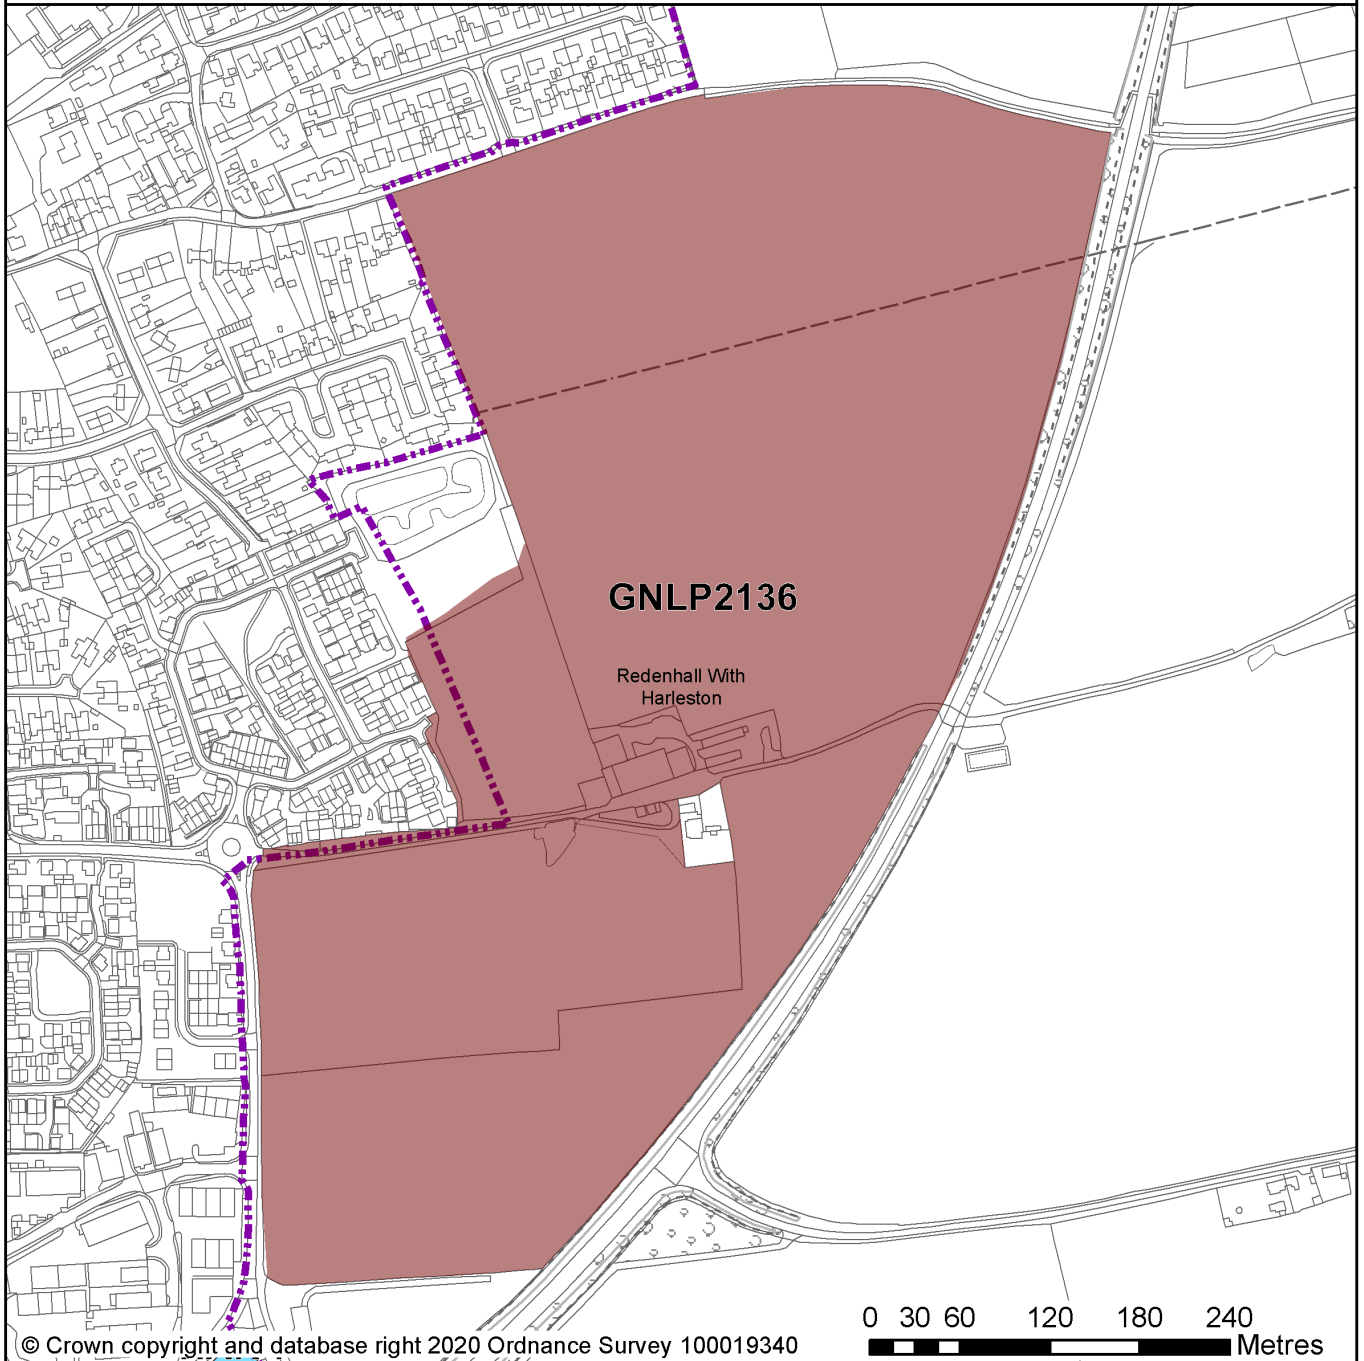 GNLP2136
Redenhall With
Harleston
0 30 60 120 180 240
Metres
© Crown copyright and database right 2020 Ordnance Survey 100019340